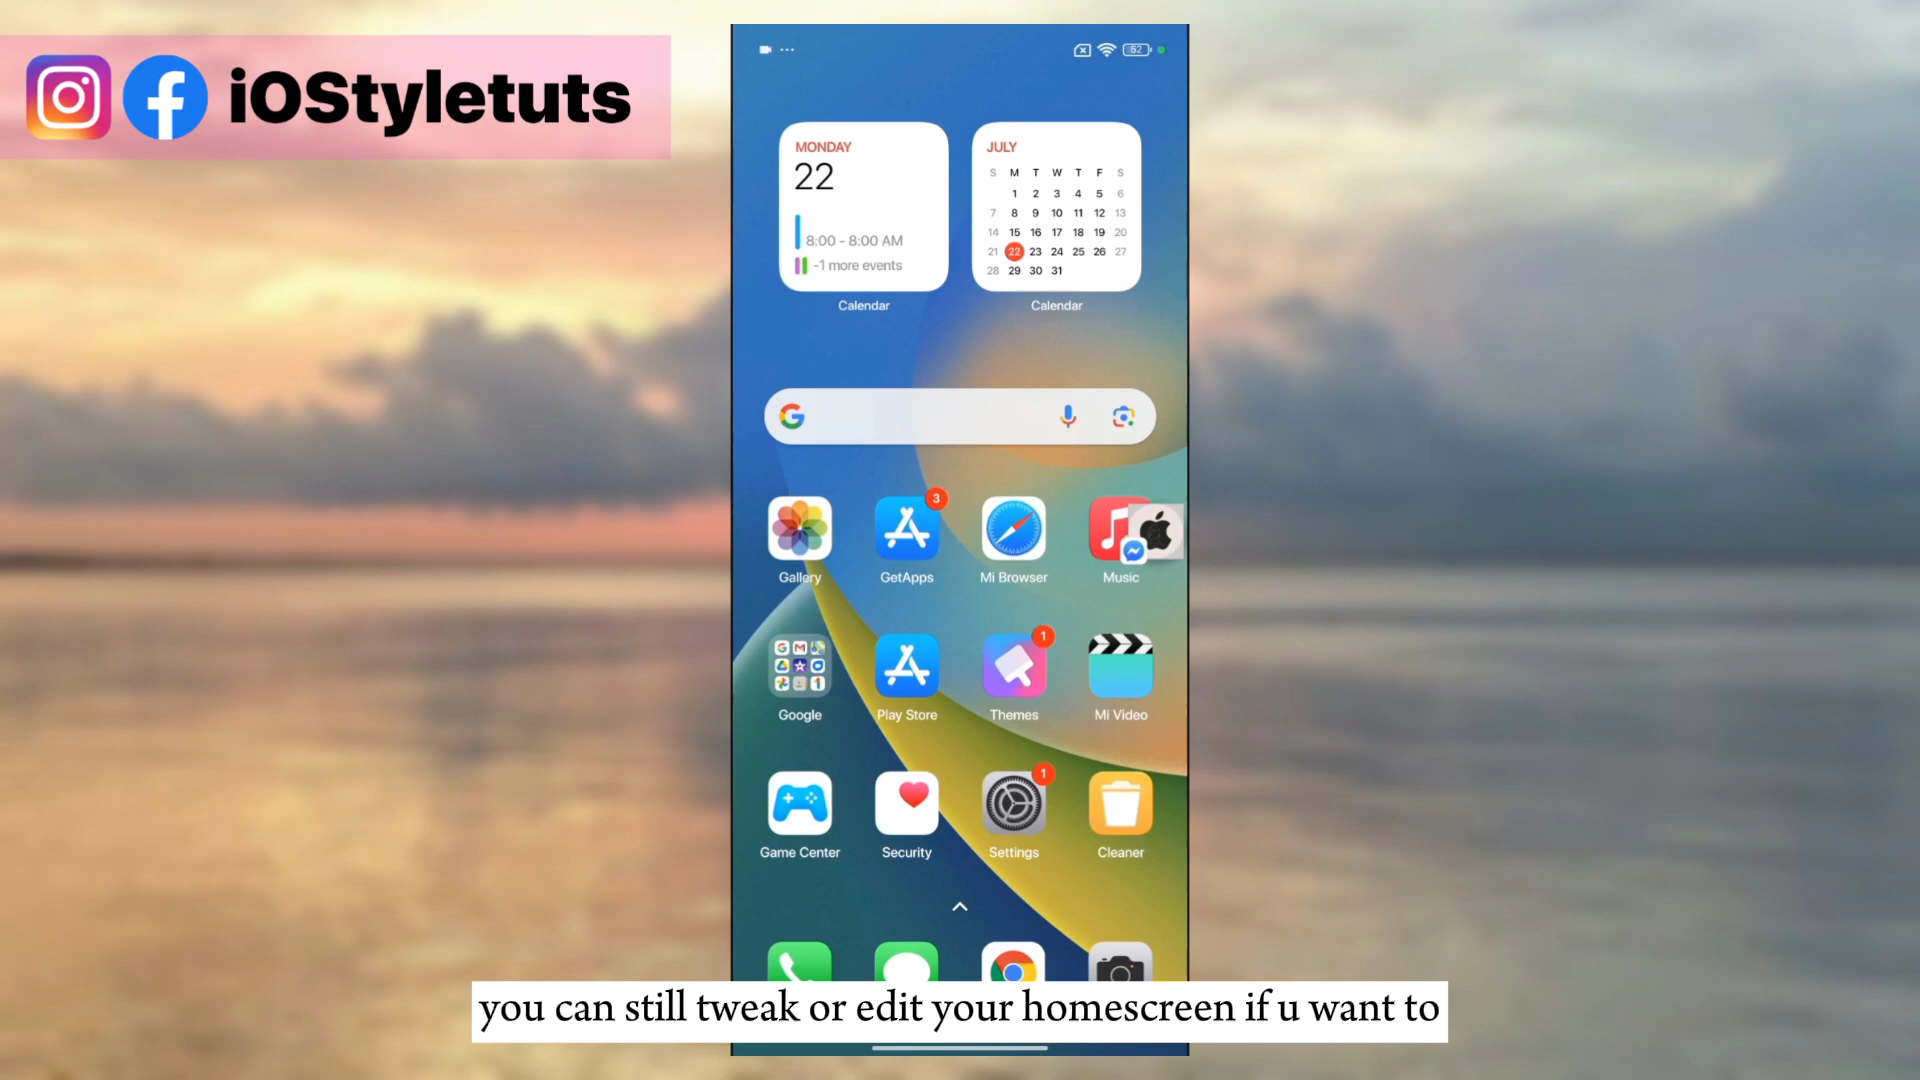 iOStyletuts
52
MONDAY
22
8:00 - 8:00 AM
-1 more events
Calendar
JULY
S M T W T F S
1 2 3 4 5 6
7 8 9 10 11 12 13
14 15 16 17 18 19 20
21 22 23 24 25 26 27
28 29 30 31
Calendar
3
Gallery GetApps Mi Browser Music
1
Google Play Store Themes Mi Video
1
Game Center Security Settings Cleaner
you can still tweak or edit your homescreen if u want to